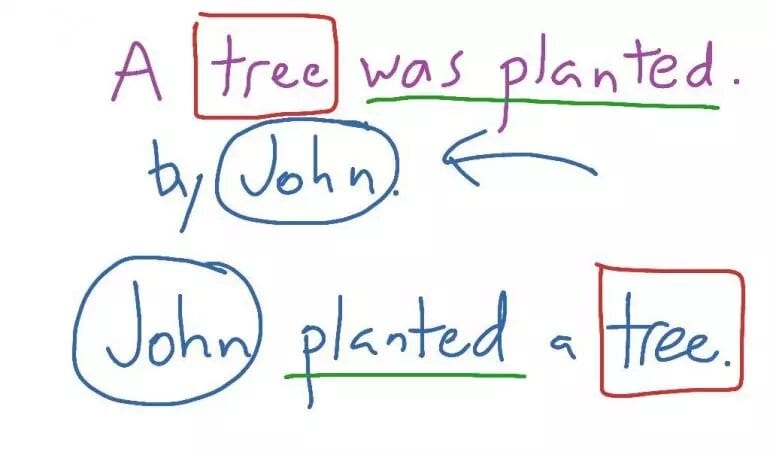 A tree was planted.
by John.
John planted a tree.